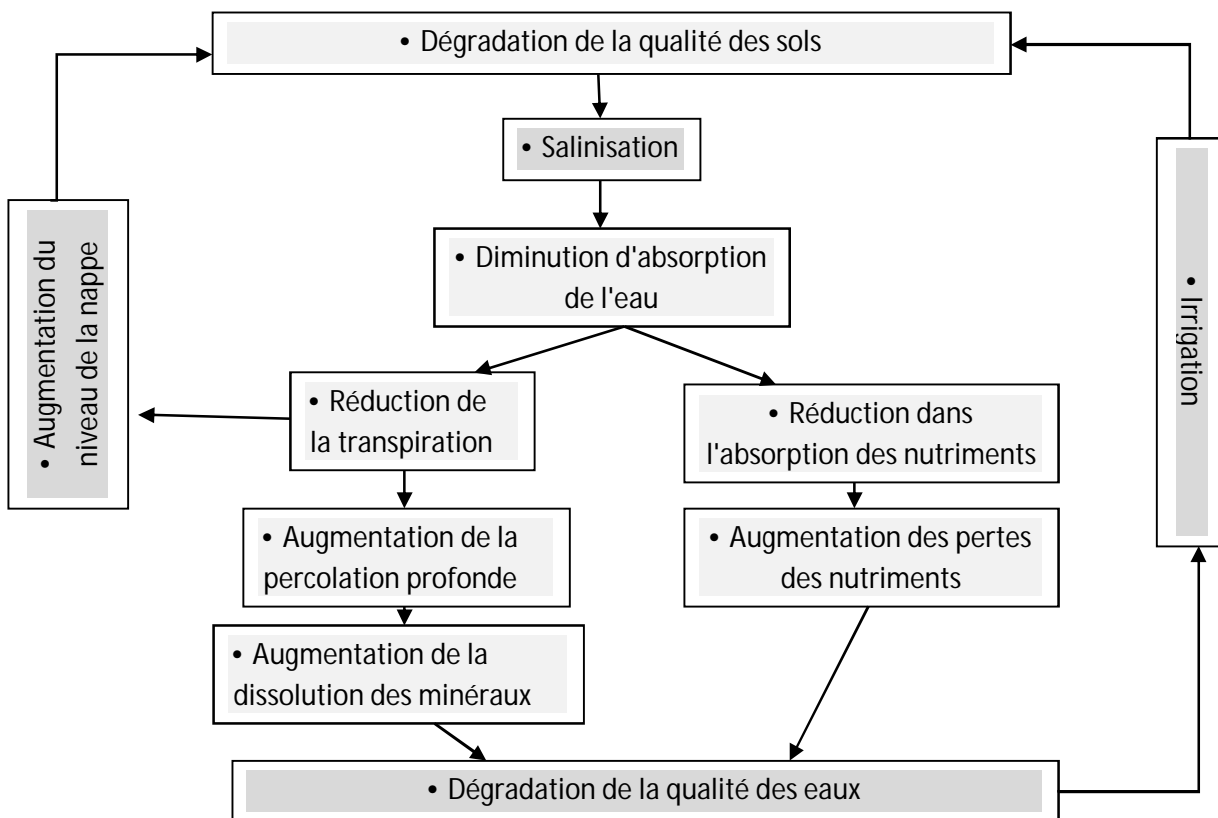 • Dégradation de la qualité des sols
• Salinisation
• Augmentation du
niveau de la nappe
• Diminution d'absorption
de l'eau
• Irrigation
• Réduction de
la transpiration
• Réduction dans
l'absorption des nutriments
• Augmentation de la
percolation profonde
• Augmentation des pertes
des nutriments
• Augmentation de la
dissolution des minéraux
• Dégradation de la qualité des eaux